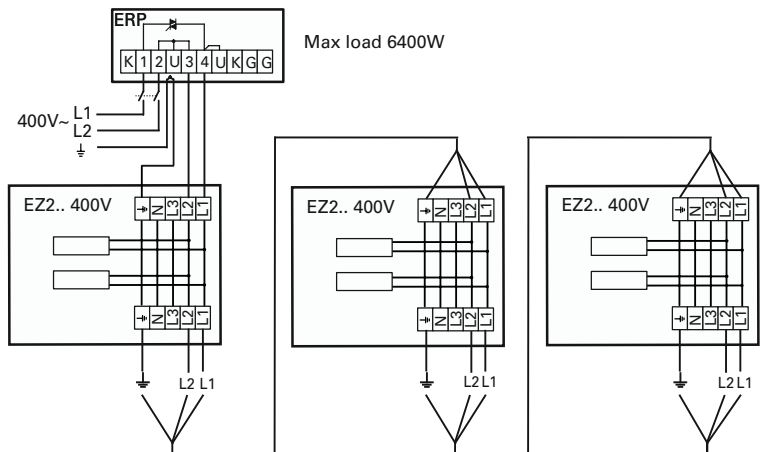 ERP
Max load 6400W
K 1 2 U 3 4 U K G G
400V~ L1
L2
EZ2.. 400V
N L3 L2 L1
N L3 L2 L1
L2 L1
EZ2.. 400V
N L3 L2 L1
N L3 L2 L1
L2 L1
EZ2.. 400V
N L3 L2 L1
N L3 L2 L1
L2 L1